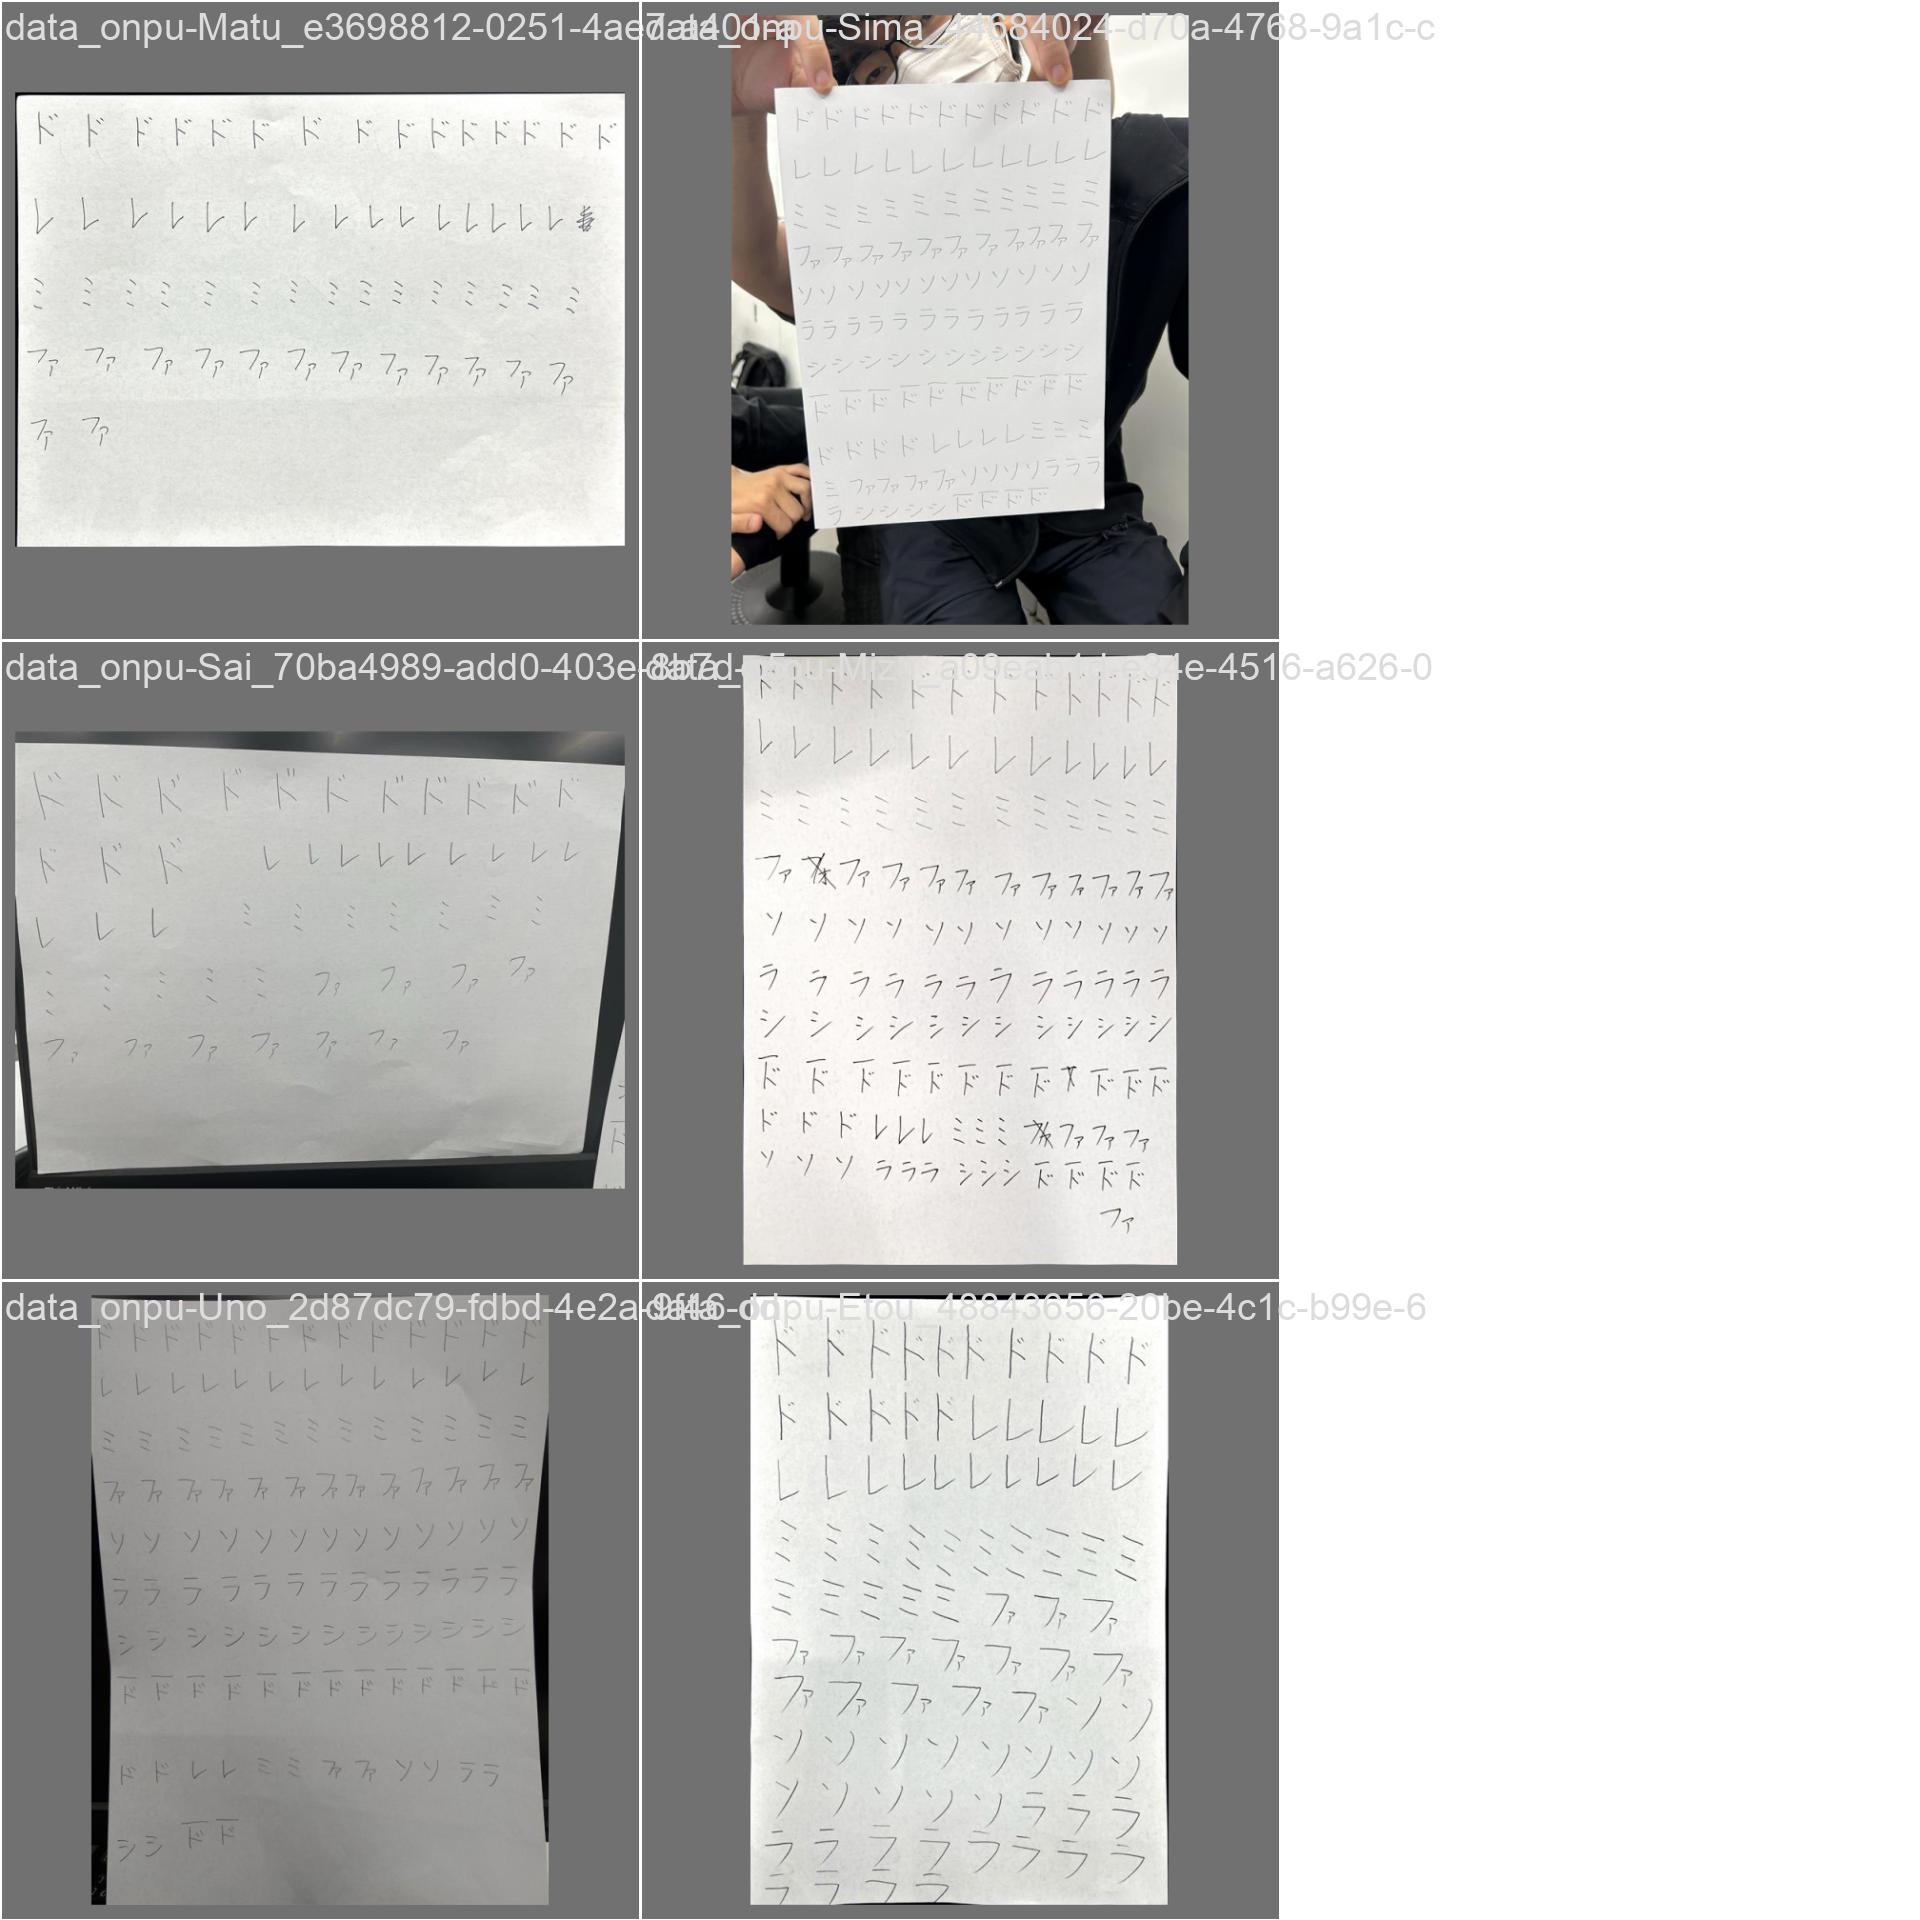 data_onpu-Matu_e3698812-0251-4ae7-a401-a
ドドドドドドドドドドドドドドド
レレレレレレレレレレレレレレレ
ミミミミミミミミミミミミミミミ
ファファファファファファファファファファファファ
ファファ
data_onpu-Sima_44684024-d70a-4768-9a1c-c
ドドドドドドドドドドド
レレレレレレレレレレレ
ミミミミミミミミミミミ
ファファファファファファファファファファファ
ソソソソソソソソソソソソ
ララララララララララララ
シシシシシシシシシシシ
ド̅ド̅ド̅ド̅ド̅ド̅ド̅ド̅ド̅ド̅
ドドドドレレレレミミミ
ミファファファファソソソソラララ
ラシシシシド̅ド̅ド̅ド̅
data_onpu-Sai_70ba4989-add0-403e-8bf7
ドドドドドドドドドドド
ドドド レレレレレレレレレ
レレレ ミミミミミミミ
ミミミミミファファファファ
ファファファファファファファ
ドドドドドドドドドドドド
レレレレレレレレレレレレ
ミミミミミミミミミミミミ
ファファファファファファファファファファファ
ソソソソソソソソソソソソ
ララララララララララララ
シシシシシシシシシシシシ
ド̅ド̅ド̅ド̅ド̅ド̅ド̅ド̅ド̅ド̅ド̅
ドドドレレレミミミファファファ
ソソソラララシシシド̅ド̅ド̅ド̅
ファ
data_onpu-Uno_2d87dc79-fdbd-4e2a-9f46-d
ドドドドドドドドドドドドド
レレレレレレレレレレレレレ
ミミミミミミミミミミミミミ
ファファファファファファファファファファファファファ
ソソソソソソソソソソソソソ
ラララララララララララララ
シシシシシシシシシシシシシ
ド̅ド̅ド̅ド̅ド̅ド̅ド̅ド̅ド̅ド̅ド̅ド̅ド̅
ドドレレミミファファソソララ
シシド̅ド̅
data_onpu-Etou_48843656-20be-4c1c-b99e-6
ドドドドドドドドドド
ドドドドドレレレレレ
レレレレレレレレレレ
ミミミミミミミミミミ
ミミミミミファファファ
ファファファファファファファ
ファファファファファソソ
ソソソソソソソソ
ソソソソソラララ
ララララララララ
ララララ